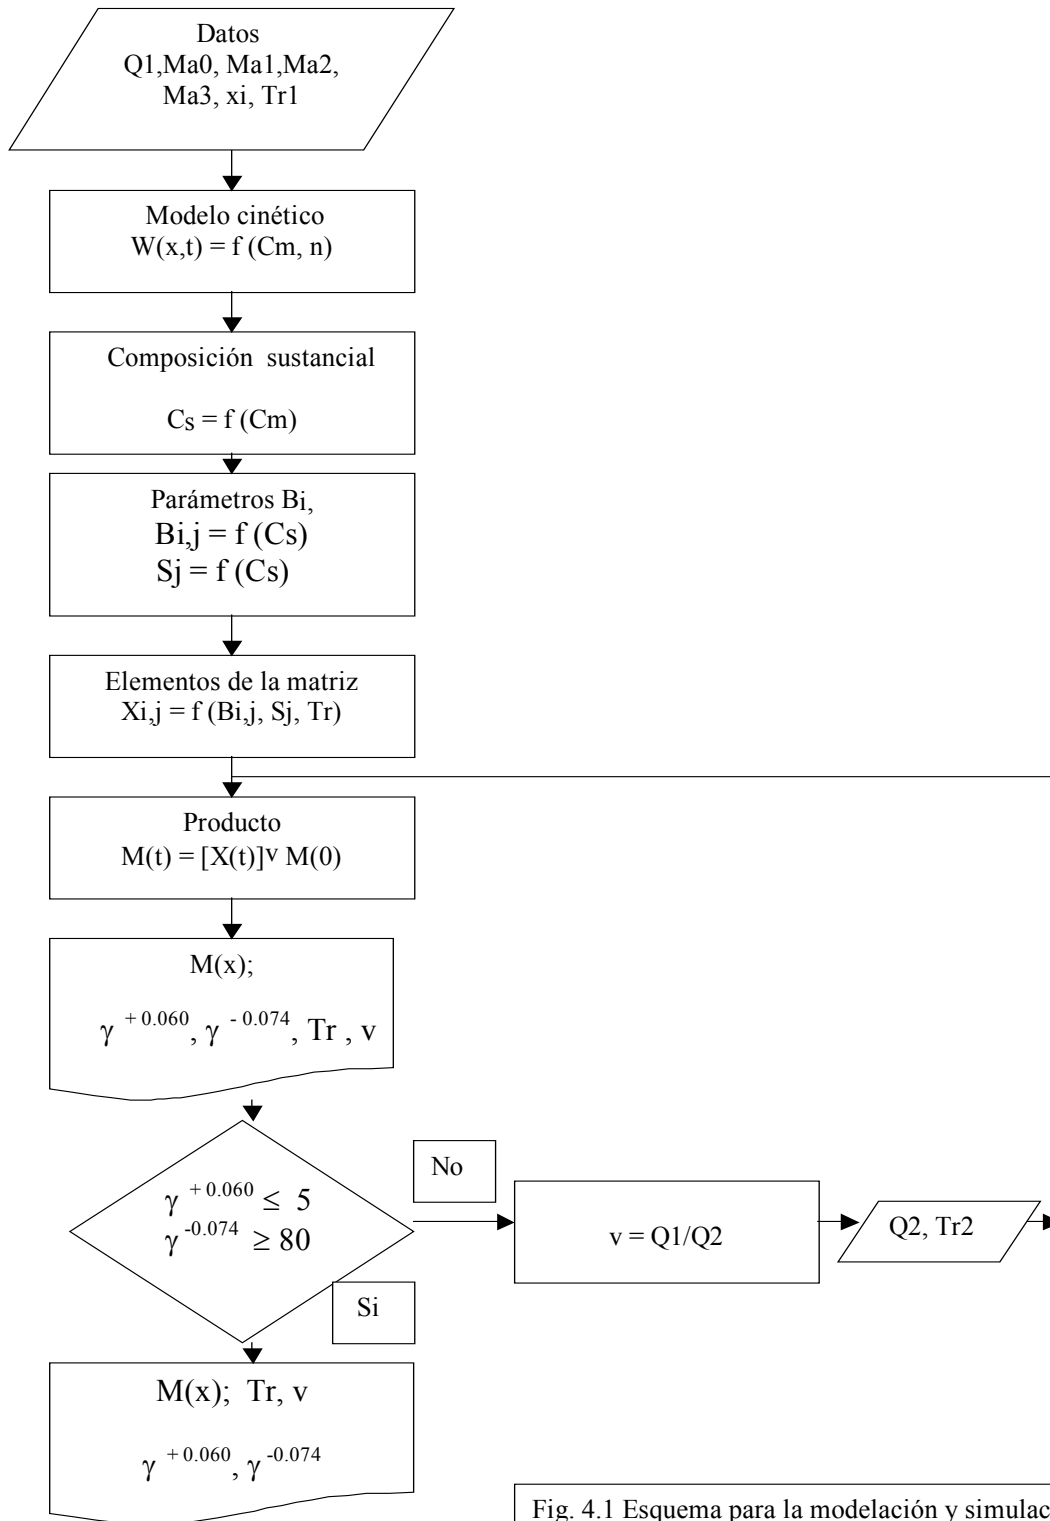 Datos
Q1,Ma0, Ma1,Ma2,
Ma3, xi, Tr1
Modelo cinético
W(x,t) = f (Cm, n)
Composición sustancial
Cs = f (Cm)
Parámetros Bi,
Bi,j = f (Cs)
Sj = f (Cs)
Elementos de la matriz
Xi,j = f (Bi,j, Sj, Tr)
Producto
M(t) = [X(t)]v M(0)
M(x);
γ + 0.060, γ - 0.074, Tr , v
γ + 0.060 ≤ 5
γ -0.074 ≥ 80
No
v = Q1/Q2
Q2, Tr2
Si
M(x); Tr, v
γ + 0.060, γ -0.074
Fig. 4.1 Esquema para la modelación y simulac